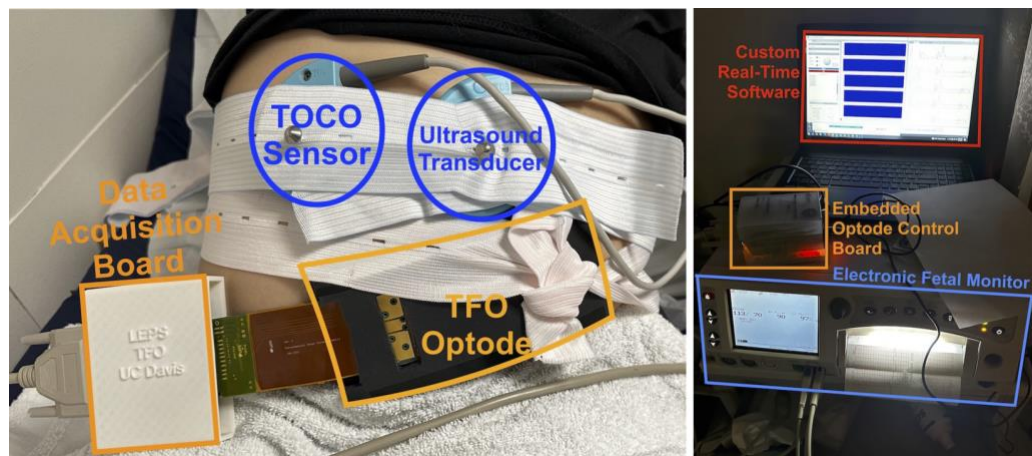 TOCO
Sensor
Ultrasound
Transducer
Data
Acquisition
Board
LEPS
TFO
UC Davis
TFO
Optode
Custom
Real-Time
Software
Embedded
Optode Control
Board
Electronic Fetal Monitor